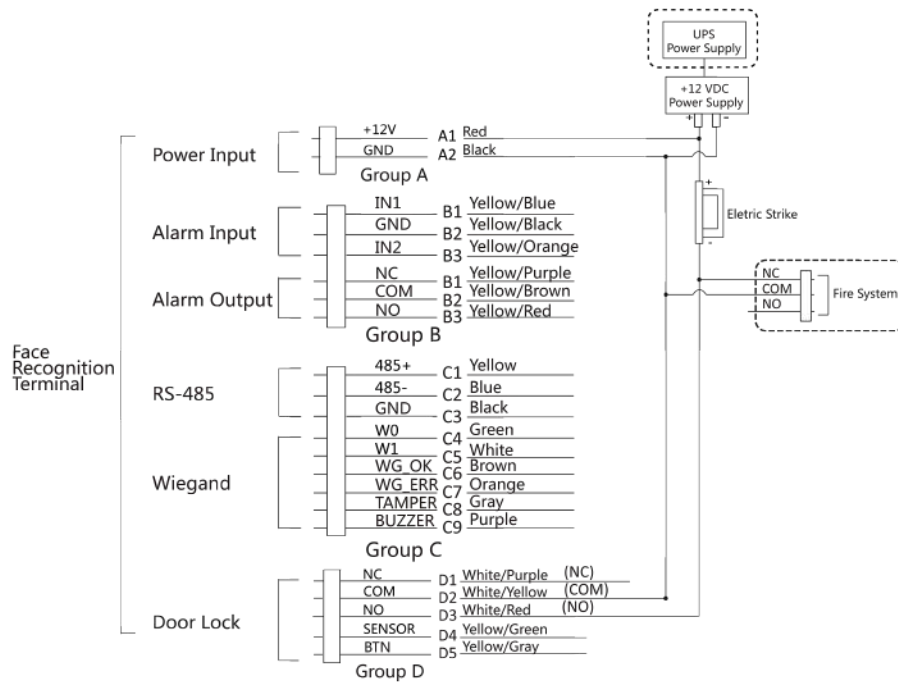 UPS
Power Supply
+12 VDC
Power Supply
+ -
Face
Recognition
Terminal
Power Input
+12V A1 Red
GND A2 Black
Group A
Alarm Input
IN1 B1 Yellow/Blue
GND B2 Yellow/Black
IN2 B3 Yellow/Orange
Alarm Output
NC B1 Yellow/Purple
COM B2 Yellow/Brown
NO B3 Yellow/Red
Group B
+
Eletric Strike
-
NC
COM
NO
Fire System
RS-485
485+ C1 Yellow
485- C2 Blue
GND C3 Black
Wiegand
W0 C4 Green
W1 C5 White
WG_OK C6 Brown
WG_ERR C7 Orange
TAMPER C8 Gray
BUZZER C9 Purple
Group C
Door Lock
NC D1 White/Purple (NC)
COM D2 White/Yellow (COM)
NO D3 White/Red (NO)
SENSOR D4 Yellow/Green
BTN D5 Yellow/Gray
Group D